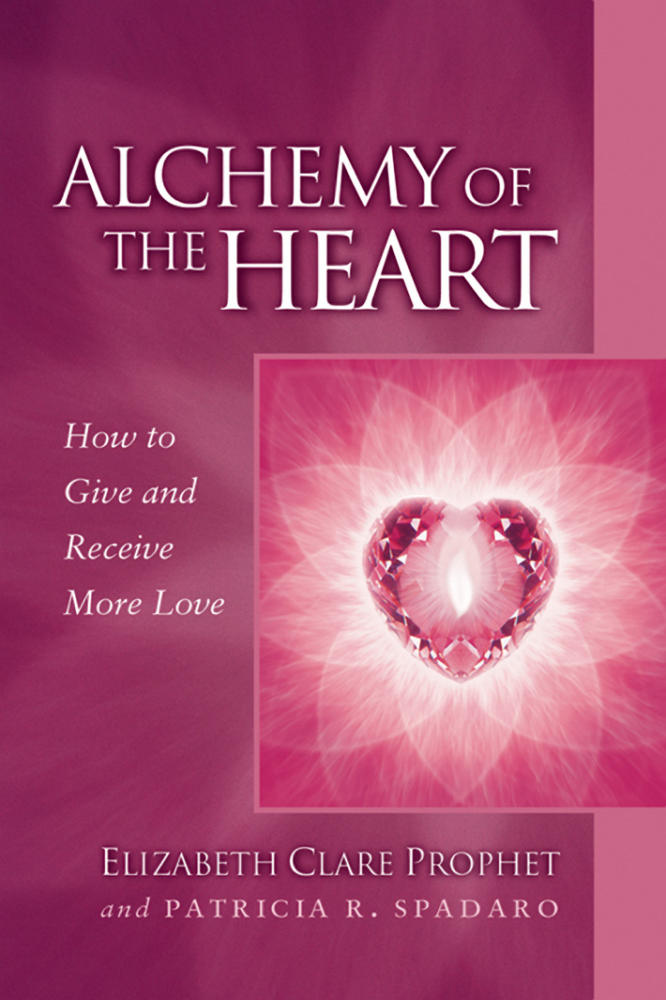 ALCHEMY OF
THE HEART
How to
Give and
Receive
More Love
ELIZABETH CLARE PROPHET
and PATRICIA R. SPADARO